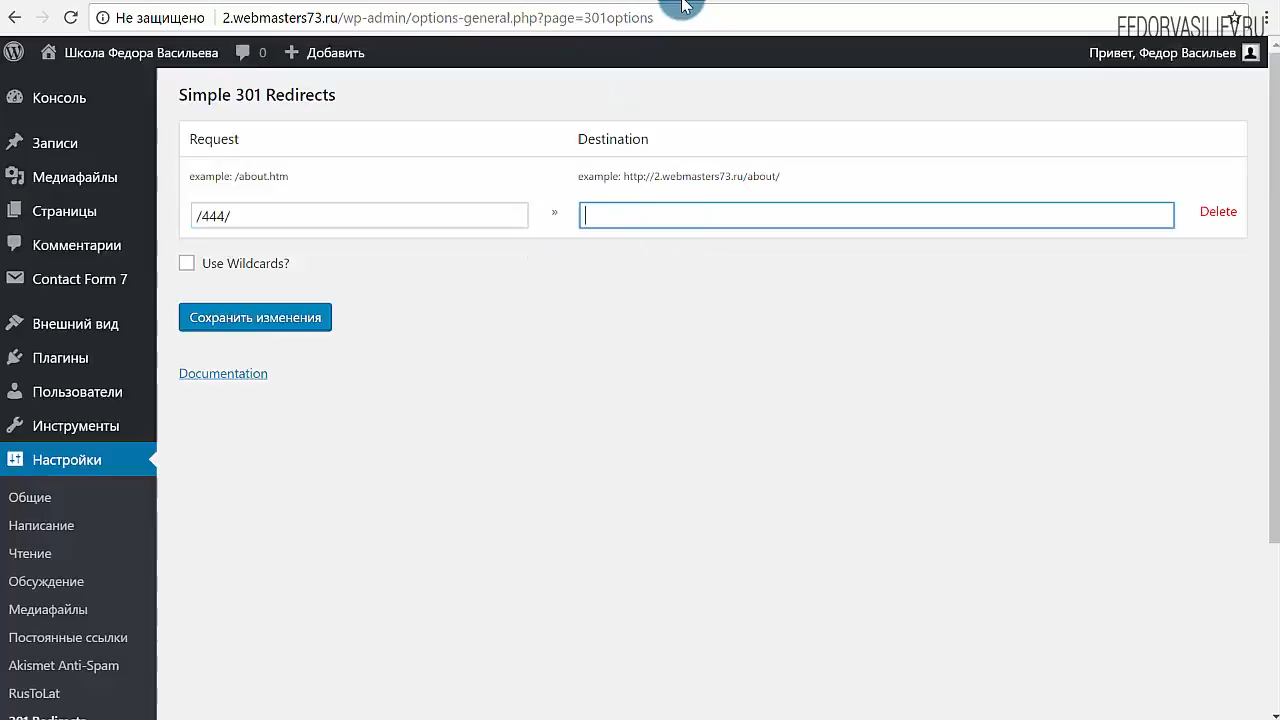 Не защищено 2.webmasters73.ru/wp-admin/options-general.php?page=301options
FEDORVASILIEV.RU
Школа Федора Васильева 0 Добавить Привет, Федор Васильев
Консоль
Записи
Медиафайлы
Страницы
Комментарии
Contact Form 7
Внешний вид
Плагины
Пользователи
Инструменты
Настройки
Общие
Написание
Чтение
Обсуждение
Медиафайлы
Постоянные ссылки
Akismet Anti-Spam
RusToLat
301 Redirects
Simple 301 Redirects
Request Destination
example: /about.htm example: http://2.webmasters73.ru/about/
/444/ » Delete
Use Wildcards?
Сохранить изменения
Documentation